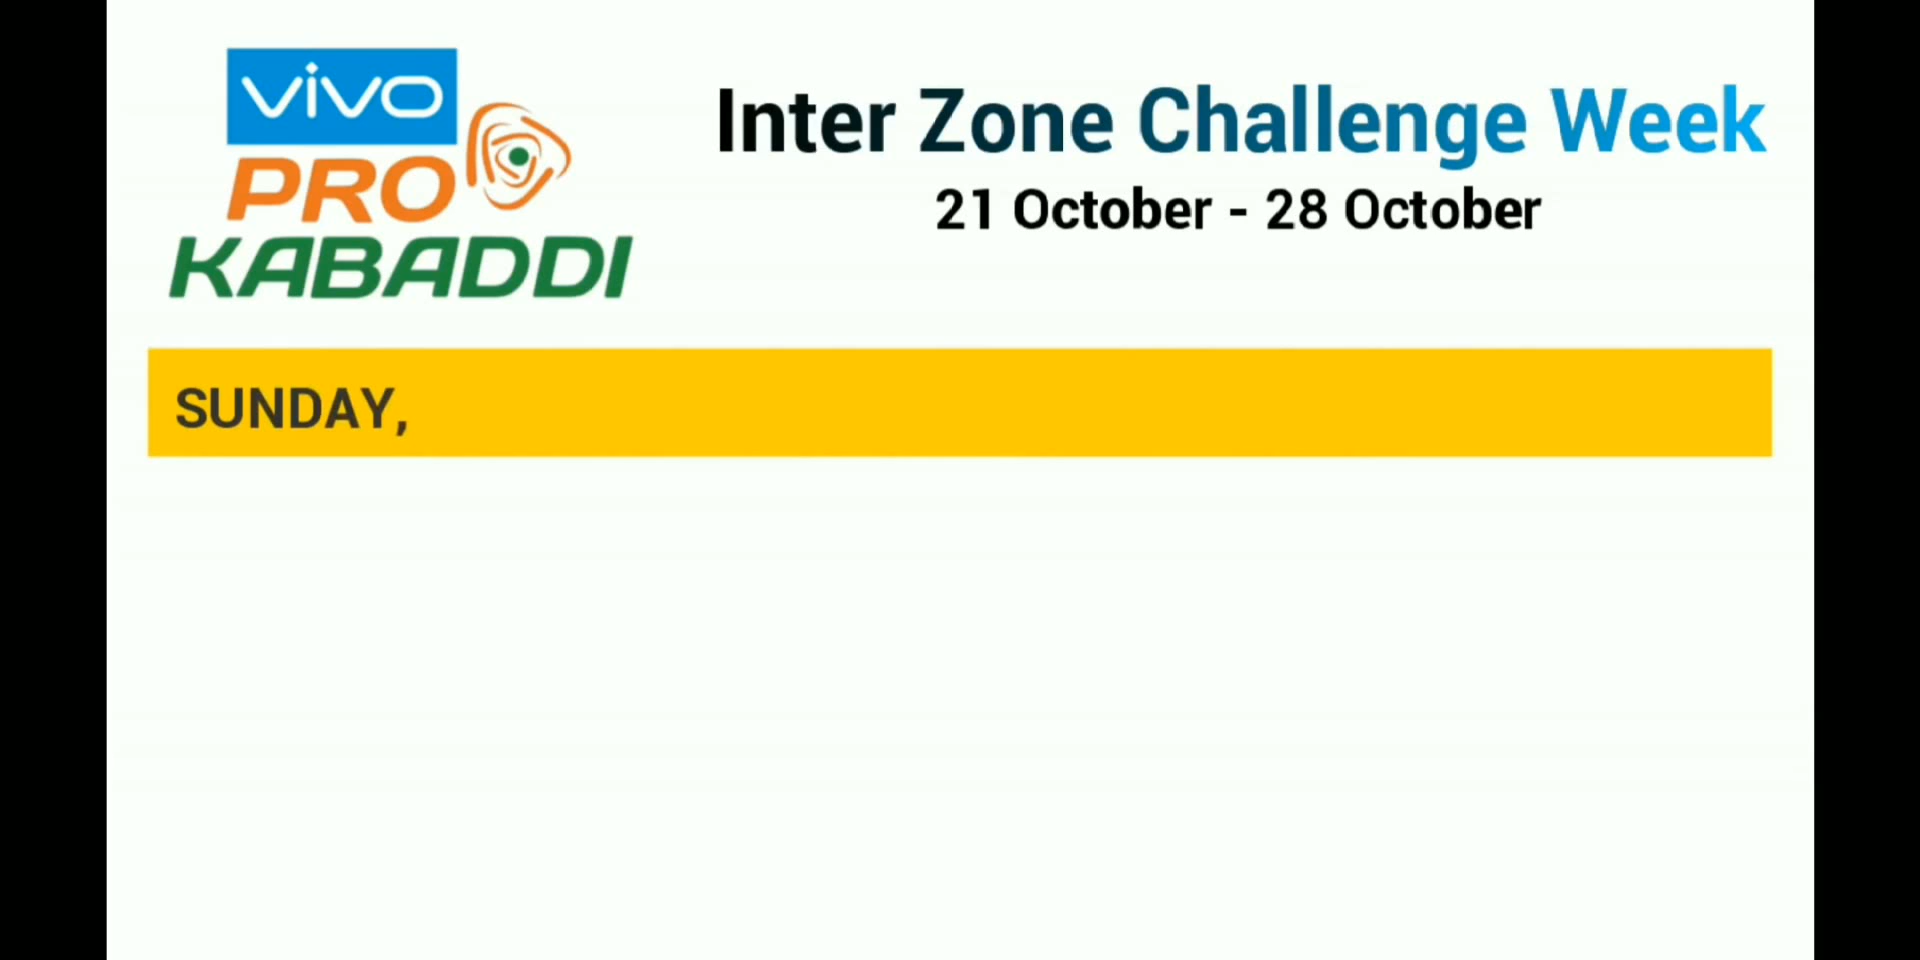 vivo
PRO
KABADDI
Inter Zone Challenge Week
21 October - 28 October
SUNDAY,